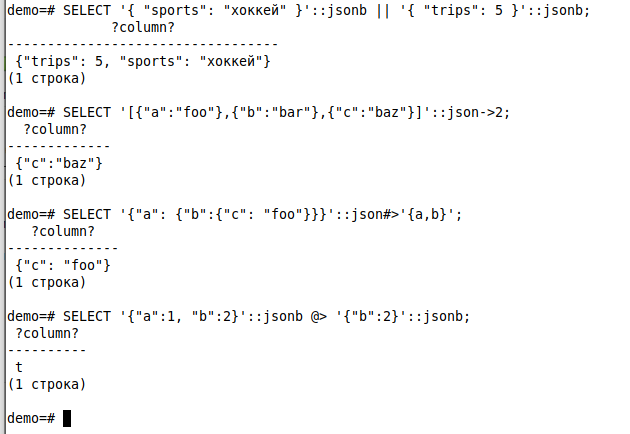 demo=# SELECT '{ "sports": "хоккей" }'::jsonb || '{ "trips": 5 }'::jsonb;
             ?column?
----------------------------------
 {"trips": 5, "sports": "хоккей"}
(1 строка)

demo=# SELECT '[{"a":"foo"},{"b":"bar"},{"c":"baz"}]'::json->2;
  ?column?
-------------
 {"c":"baz"}
(1 строка)

demo=# SELECT '{"a": {"b":{"c": "foo"}}}'::json#>'{a,b}';
   ?column?
--------------
 {"c": "foo"}
(1 строка)

demo=# SELECT '{"a":1, "b":2}'::jsonb @> '{"b":2}'::jsonb;
 ?column?
----------
 t
(1 строка)

demo=#